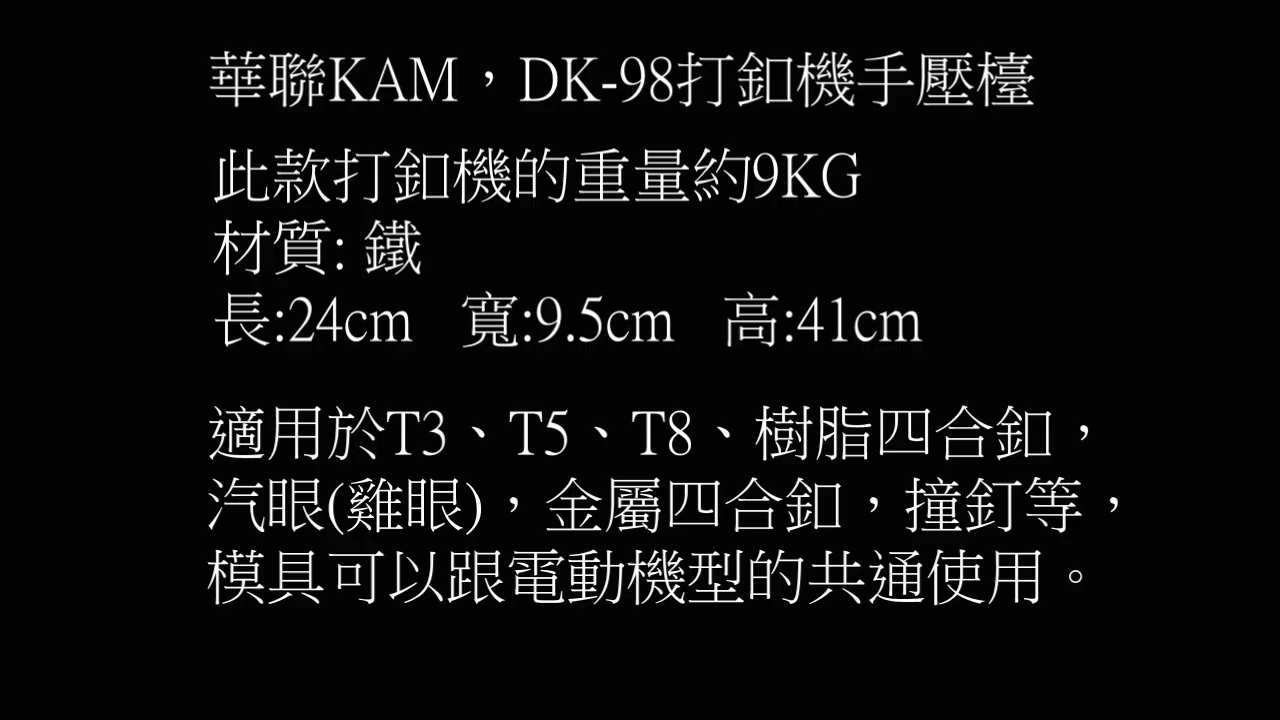 華聯KAM，DK-98打釦機手壓檯
此款打釦機的重量約9KG
材質: 鐵
長:24cm 寬:9.5cm 高:41cm
適用於T3、T5、T8、樹脂四合釦，
汽眼(雞眼)，金屬四合釦，撞釘等，
模具可以跟電動機型的共通使用。